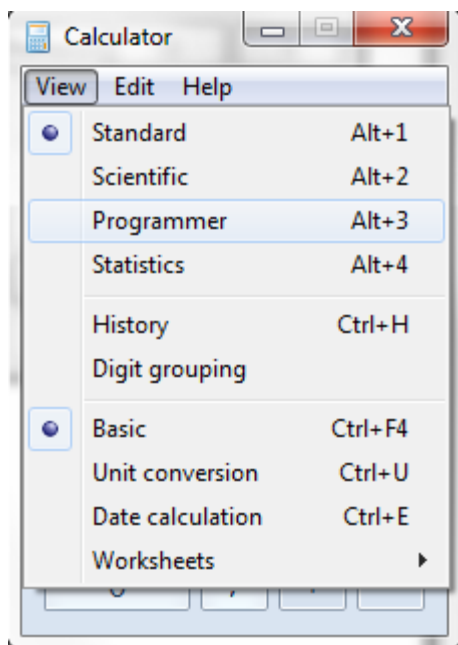 Calculator
View Edit Help
Standard Alt+1
Scientific Alt+2
Programmer Alt+3
Statistics Alt+4
History Ctrl+H
Digit grouping
Basic Ctrl+F4
Unit conversion Ctrl+U
Date calculation Ctrl+E
Worksheets